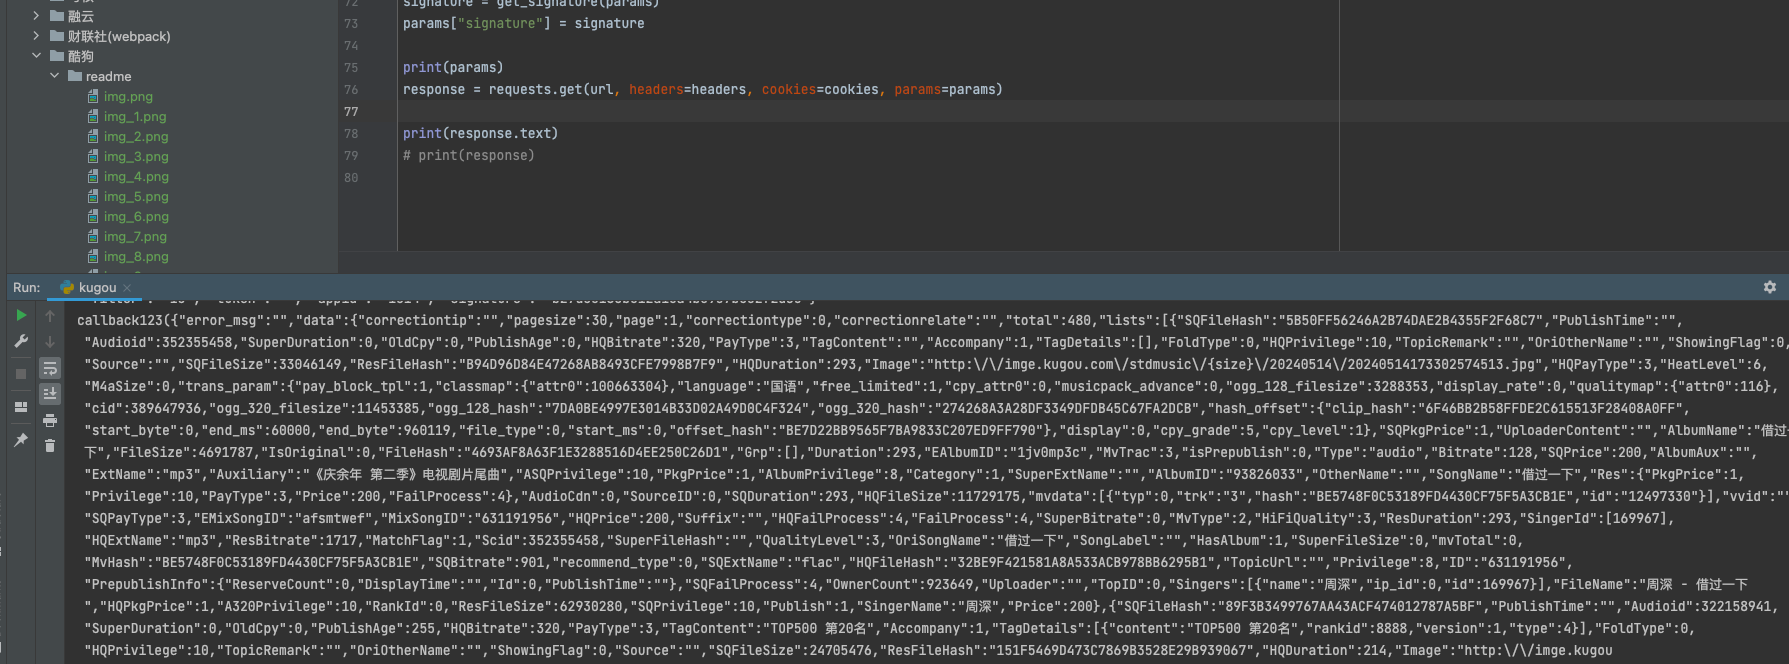 融云
财联社(webpack)
酷狗
readme
img.png
img_1.png
img_2.png
img_3.png
img_4.png
img_5.png
img_6.png
img_7.png
img_8.png
72 signature = get_signature(params)
73 params["signature"] = signature
74
75 print(params)
76 response = requests.get(url, headers=headers, cookies=cookies, params=params)
77
78 print(response.text)
79 # print(response)
80
Run: kugou
callback123({"error_msg":"","data":{"correctiontip":"","pagesize":30,"page":1,"correctiontype":0,"correctionrelate":"","total":480,"lists":[{"SQFileHash":"5B50FF56246A2B74DAE2B4355F2F68C7","PublishTime":"",
"Audioid":352355458,"SuperDuration":0,"OldCpy":0,"PublishAge":0,"HQBitrate":320,"PayType":3,"TagContent":"","Accompany":1,"TagDetails":[],"FoldType":0,"HQPrivilege":10,"TopicRemark":"","OriOtherName":"","ShowingFlag":0,
"Source":"","SQFileSize":33046149,"ResFileHash":"B94D96D84E47268AB8493CFE7998B7F9","HQDuration":293,"Image":"http:\/\/imge.kugou.com\/stdmusic\/{size}\/20240514\/20240514173302574513.jpg","HQPayType":3,"HeatLevel":6,
"M4aSize":0,"trans_param":{"pay_block_tpl":1,"classmap":{"attr0":100663304},"language":"国语","free_limited":1,"cpy_attr0":0,"musicpack_advance":0,"ogg_128_filesize":3288353,"display_rate":0,"qualitymap":{"attr0":116},
"cid":389647936,"ogg_320_filesize":11453385,"ogg_128_hash":"7DA0BE4997E3014B33D02A49D0C4F324","ogg_320_hash":"274268A3A28DF3349DFDB45C67FA2DCB","hash_offset":{"clip_hash":"6F46BB2B58FFDE2C615513F28408A0FF",
"start_byte":0,"end_ms":60000,"end_byte":960119,"file_type":0,"start_ms":0,"offset_hash":"BE7D22BB9565F7BA9833C207ED9FF790"},"display":0,"cpy_grade":5,"cpy_level":1},"SQPkgPrice":1,"UploaderContent":"","AlbumName":"借过一
下","FileSize":4691787,"IsOriginal":0,"FileHash":"4693AF8A63F1E3288516D4EE250C26D1","Grp":[],"Duration":293,"EAlbumID":"1jv0mp3c","MvTrac":3,"isPrepublish":0,"Type":"audio","Bitrate":128,"SQPrice":200,"AlbumAux":"",
"ExtName":"mp3","Auxiliary":"《庆余年 第二季》电视剧片尾曲","ASQPrivilege":10,"PkgPrice":1,"AlbumPrivilege":8,"Category":1,"SuperExtName":"","AlbumID":"93826033","OtherName":"","SongName":"借过一下","Res":{"PkgPrice":1,
"Privilege":10,"PayType":3,"Price":200,"FailProcess":4},"AudioCdn":0,"SourceID":0,"SQDuration":293,"HQFileSize":11729175,"mvdata":[{"typ":0,"trk":"3","hash":"BE5748F0C53189FD4430CF75F5A3CB1E","id":"12497330"}],"vvid":""
"SQPayType":3,"EMixSongID":"afsmtwef","MixSongID":"631191956","HQPrice":200,"Suffix":"","HQFailProcess":4,"FailProcess":4,"SuperBitrate":0,"MvType":2,"HiFiQuality":3,"ResDuration":293,"SingerId":[169967],
"HQExtName":"mp3","ResBitrate":1717,"MatchFlag":1,"Scid":352355458,"SuperFileHash":"","QualityLevel":3,"OriSongName":"借过一下","SongLabel":"","HasAlbum":1,"SuperFileSize":0,"mvTotal":0,
"MvHash":"BE5748F0C53189FD4430CF75F5A3CB1E","SQBitrate":901,"recommend_type":0,"SQExtName":"flac","HQFileHash":"32BE9F421581A8A533ACB978BB6295B1","TopicUrl":"","Privilege":8,"ID":"631191956",
"PrepublishInfo":{"ReserveCount":0,"DisplayTime":"","Id":0,"PublishTime":""},"SQFailProcess":4,"OwnerCount":923649,"Uploader":"","TopID":0,"Singers":[{"name":"周深","ip_id":0,"id":169967}],"FileName":"周深 - 借过一下
","HQPkgPrice":1,"A320Privilege":10,"RankId":0,"ResFileSize":62930280,"SQPrivilege":10,"Publish":1,"SingerName":"周深","Price":200},{"SQFileHash":"89F3B3499767AA43ACF474012787A5BF","PublishTime":"","Audioid":322158941,
"SuperDuration":0,"OldCpy":0,"PublishAge":255,"HQBitrate":320,"PayType":3,"TagContent":"TOP500 第20名","Accompany":1,"TagDetails":[{"content":"TOP500 第20名","rankid":8888,"version":1,"type":4}],"FoldType":0,
"HQPrivilege":10,"TopicRemark":"","OriOtherName":"","ShowingFlag":0,"Source":"","SQFileSize":24705476,"ResFileHash":"151F5469D473C7869B3528E29B939067","HQDuration":214,"Image":"http:\/\/imge.kugou